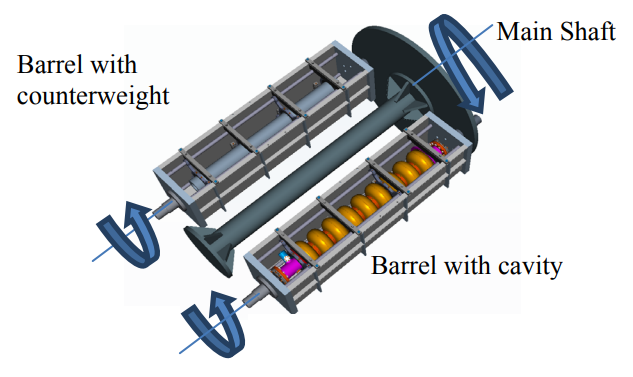 Main Shaft
Barrel with
counterweight
Barrel with cavity